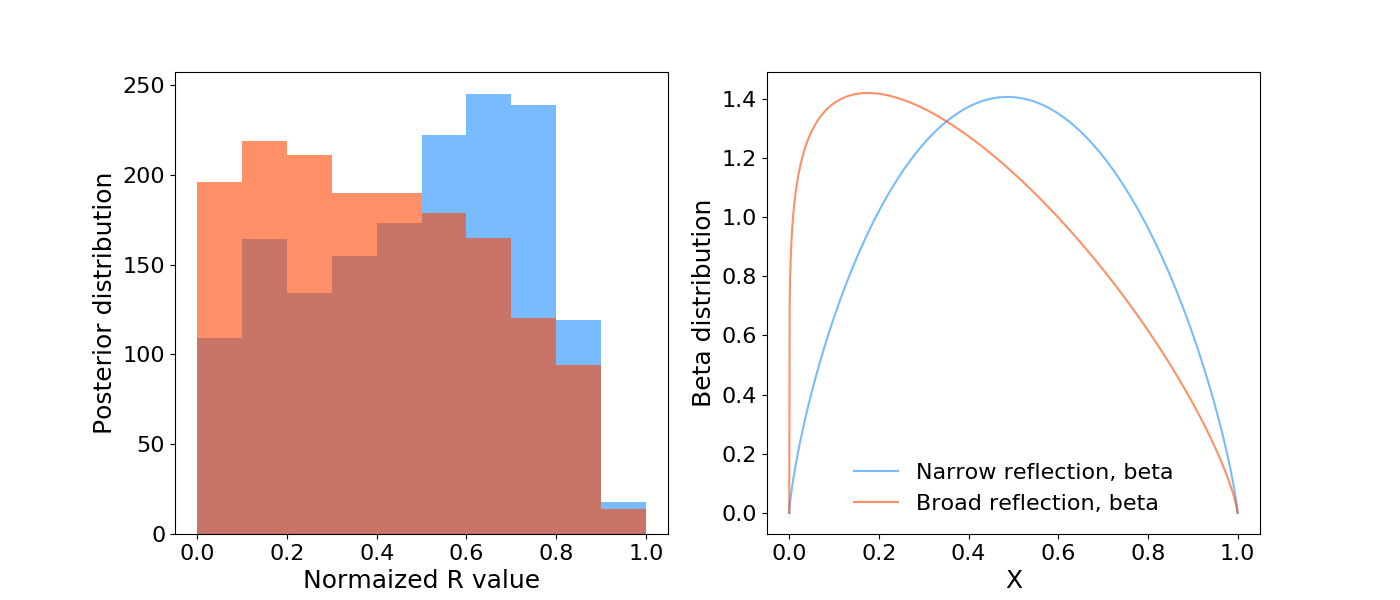 Posterior distribution
250
200
150
100
50
0
0.0 0.2 0.4 0.6 0.8 1.0
Normaized R value
Beta distribution
1.4
1.2
1.0
0.8
0.6
0.4
0.2
0.0
Narrow reflection, beta
Broad reflection, beta
0.0 0.2 0.4 0.6 0.8 1.0
X